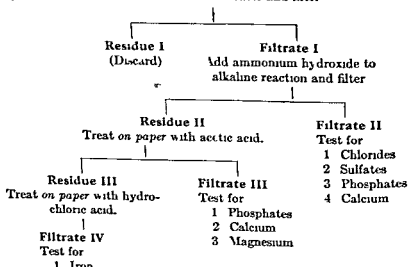 Residue I
(Discard)
Filtrate I
Add ammonium hydroxide to
alkaline reaction and filter
Residue II
Treat on paper with acetic acid.
Filtrate II
Test for
1 Chlorides
2 Sulfates
3 Phosphates
4 Calcium
Residue III
Treat on paper with hydro-
chloric acid.
Filtrate III
Test for
1 Phosphates
2 Calcium
3 Magnesium
Filtrate IV
Test for
1 Iron